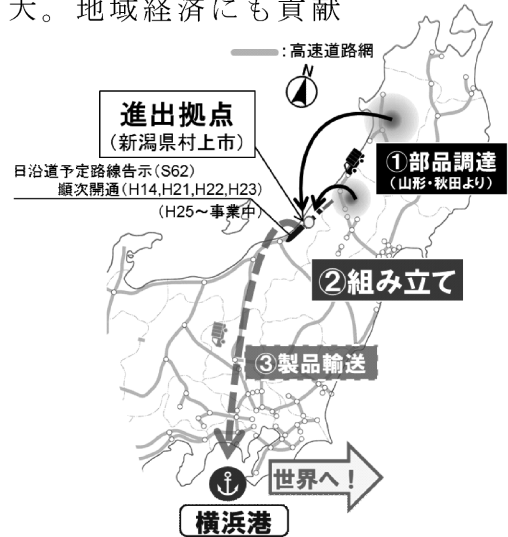 大。地域経済にも貢献
：高速道路網
N
進出拠点
（新潟県村上市）
日沿道予定路線告示（S62）
順次開通（H14,H21,H22,H23）
（H25～事業中）
①部品調達
（山形・秋田より）
②組み立て
③製品輸送
世界へ！
横浜港